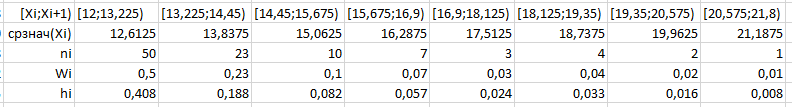 [Xi;Xi+1) [12;13,225) [13,225;14,45) [14,45;15,675) [15,675;16,9) [16,9;18,125) [18,125;19,35) [19,35;20,575) [20,575;21,8)
срзнач(Xi) 12,6125 13,8375 15,0625 16,2875 17,5125 18,7375 19,9625 21,1875
ni 50 23 10 7 3 4 2 1
Wi 0,5 0,23 0,1 0,07 0,03 0,04 0,02 0,01
hi 0,408 0,188 0,082 0,057 0,024 0,033 0,016 0,008